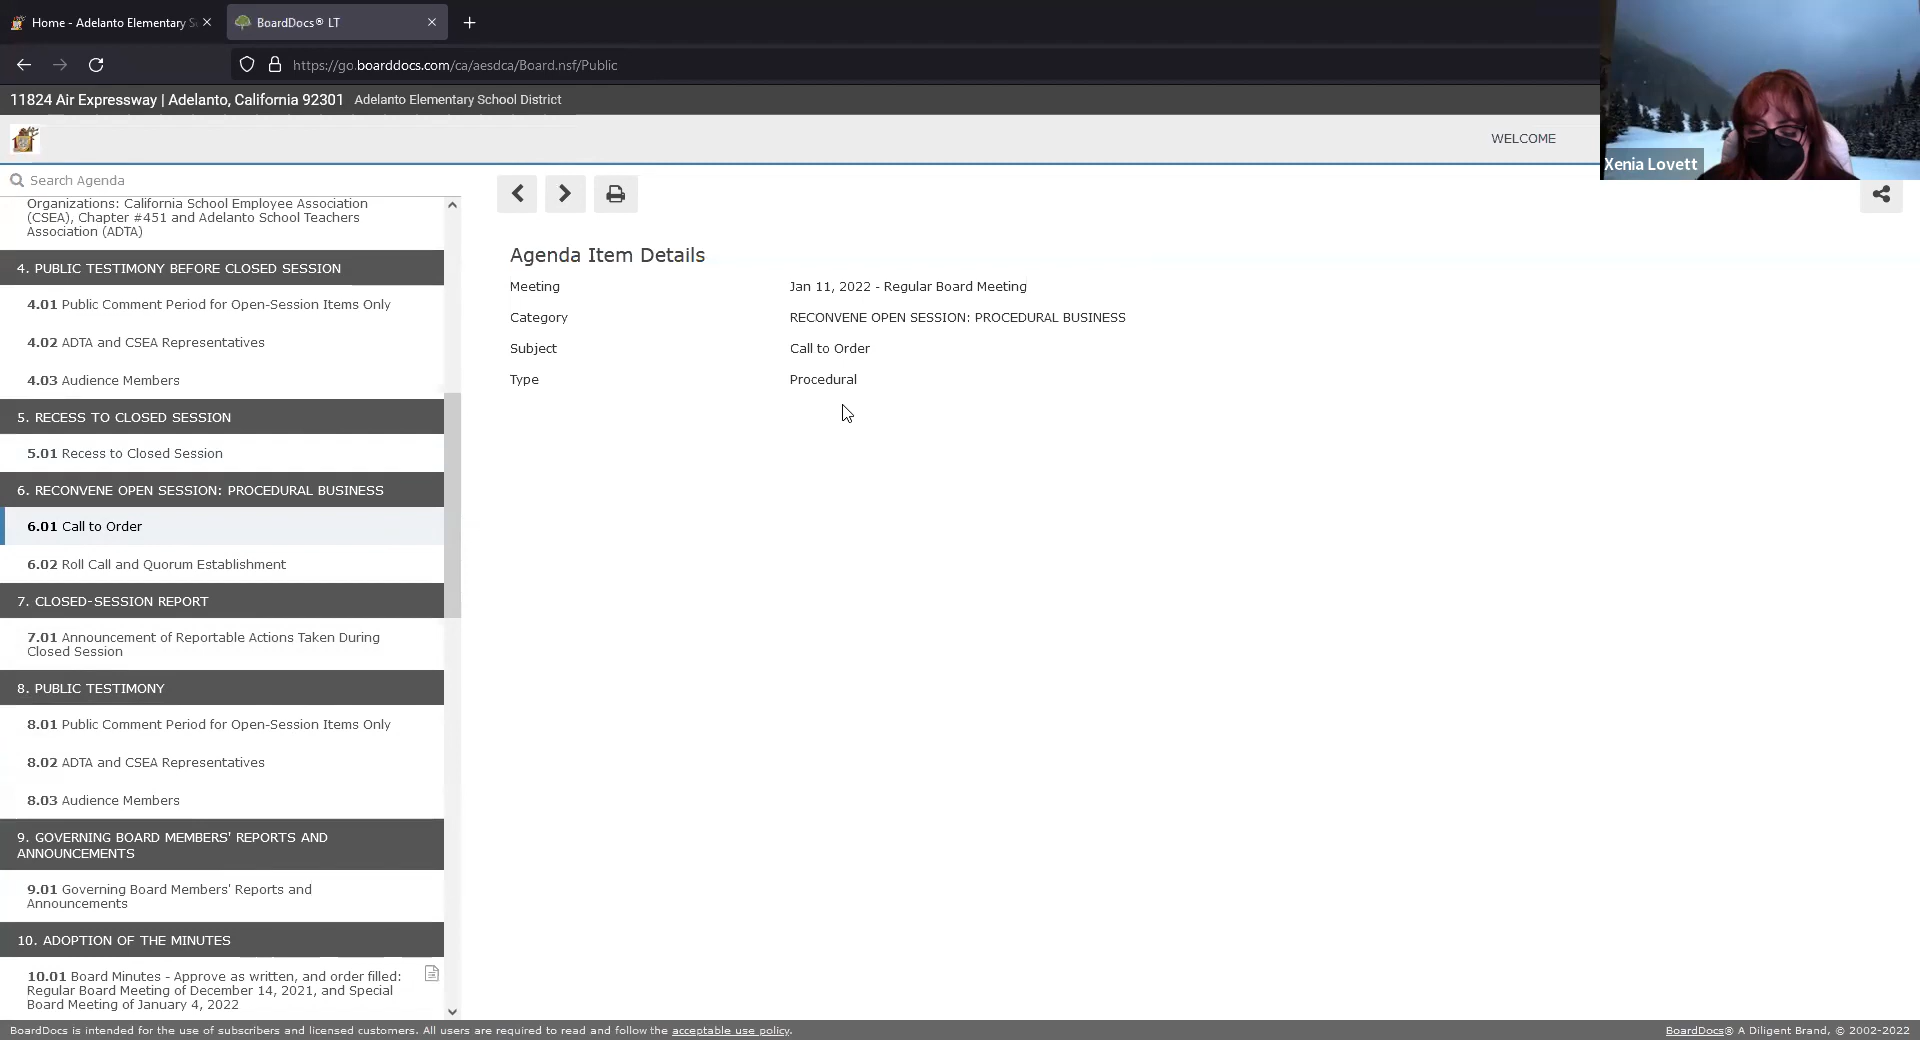 Home - Adelanto Elementary S
BoardDocs® LT
https://go.boarddocs.com/ca/aesdca/Board.nsf/Public
11824 Air Expressway | Adelanto, California 92301 Adelanto Elementary School District
WELCOME
Xenia Lovett
Search Agenda
Organizations: California School Employee Association
(CSEA), Chapter #451 and Adelanto School Teachers
Association (ADTA)
4. PUBLIC TESTIMONY BEFORE CLOSED SESSION
4.01 Public Comment Period for Open-Session Items Only
4.02 ADTA and CSEA Representatives
4.03 Audience Members
5. RECESS TO CLOSED SESSION
5.01 Recess to Closed Session
6. RECONVENE OPEN SESSION: PROCEDURAL BUSINESS
6.01 Call to Order
6.02 Roll Call and Quorum Establishment
7. CLOSED-SESSION REPORT
7.01 Announcement of Reportable Actions Taken During
Closed Session
8. PUBLIC TESTIMONY
8.01 Public Comment Period for Open-Session Items Only
8.02 ADTA and CSEA Representatives
8.03 Audience Members
9. GOVERNING BOARD MEMBERS' REPORTS AND
ANNOUNCEMENTS
9.01 Governing Board Members' Reports and
Announcements
10. ADOPTION OF THE MINUTES
10.01 Board Minutes - Approve as written, and order filled:
Regular Board Meeting of December 14, 2021, and Special
Board Meeting of January 4, 2022
Agenda Item Details
Meeting Jan 11, 2022 - Regular Board Meeting
Category RECONVENE OPEN SESSION: PROCEDURAL BUSINESS
Subject Call to Order
Type Procedural
BoardDocs is intended for the use of subscribers and licensed customers. All users are required to read and follow the acceptable use policy.
BoardDocs® A Diligent Brand, © 2002-2022